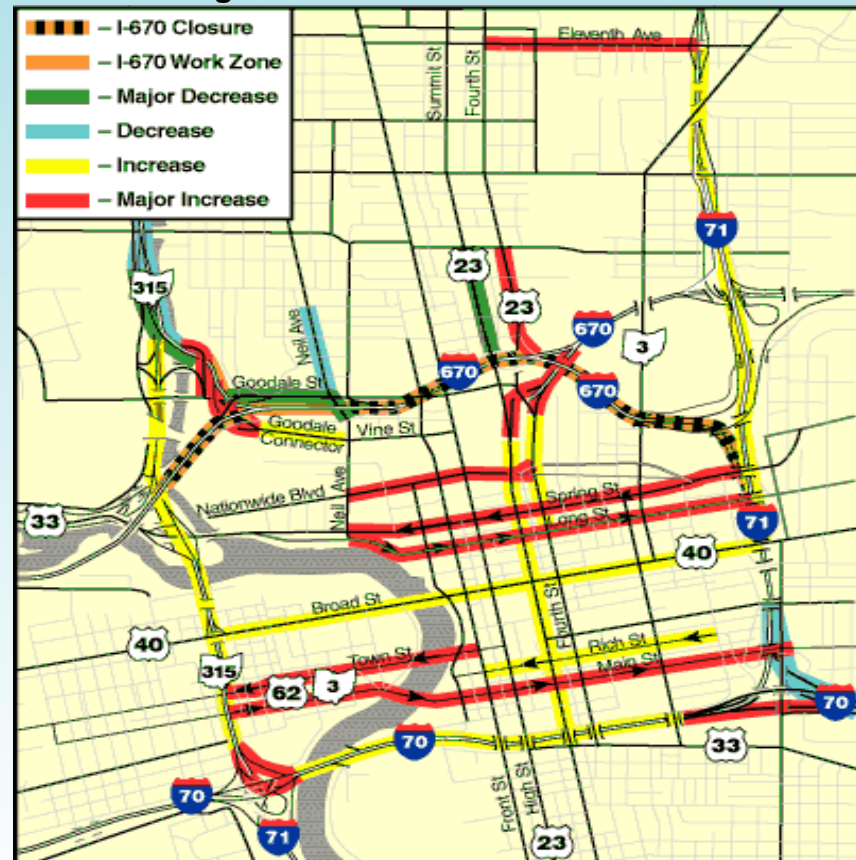 – I-670 Closure
– I-670 Work Zone
– Major Decrease
– Decrease
– Increase
– Major Increase
Eleventh Ave
Summit St
Fourth St
71
315
23
23
670
3
Neil Ave
670
670
Goodale St
Goodale
Connector
Vine St
Neil Ave
Nationwide Blvd
Spring St
Long St
33
71
40
Broad St
Fourth St
40
Town St
Rich St
Main St
315
62
3
70
70
33
70
Front St
High St
71
23